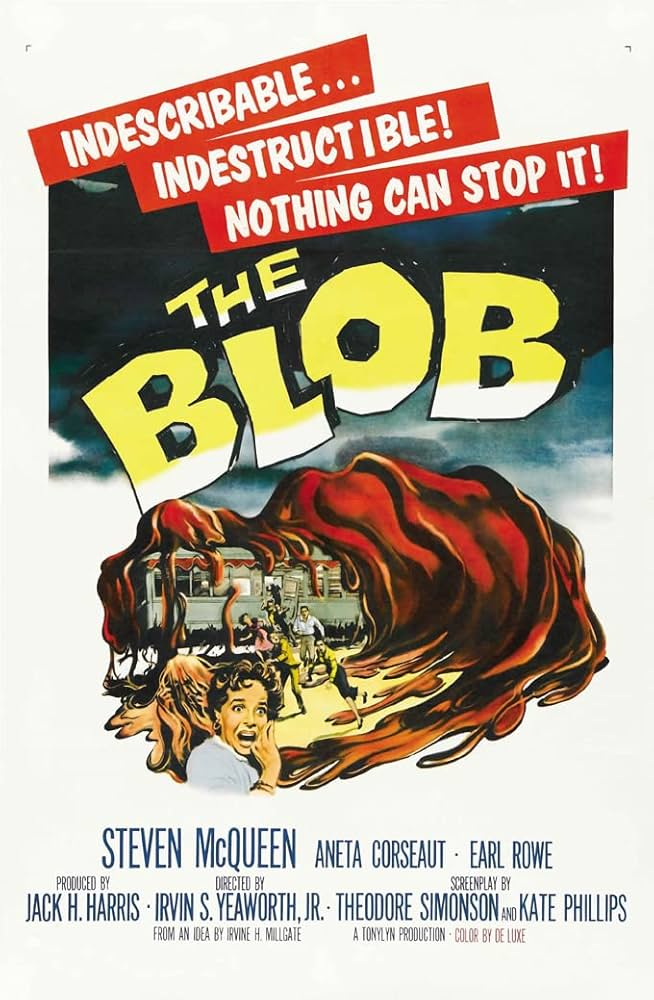 INDESCRIBABLE...
INDESTRUCTIBLE!
NOTHING CAN STOP IT!
THE
BLOB
STEVEN McQUEEN ANETA CORSEAUT · EARL ROWE
PRODUCED BY DIRECTED BY SCREENPLAY BY
JACK H. HARRIS · IRVIN S. YEAWORTH, JR. · THEODORE SIMONSON AND KATE PHILLIPS
FROM AN IDEA BY IRVINE H. MILLGATE A TONYLYN PRODUCTION · COLOR BY DE LUXE